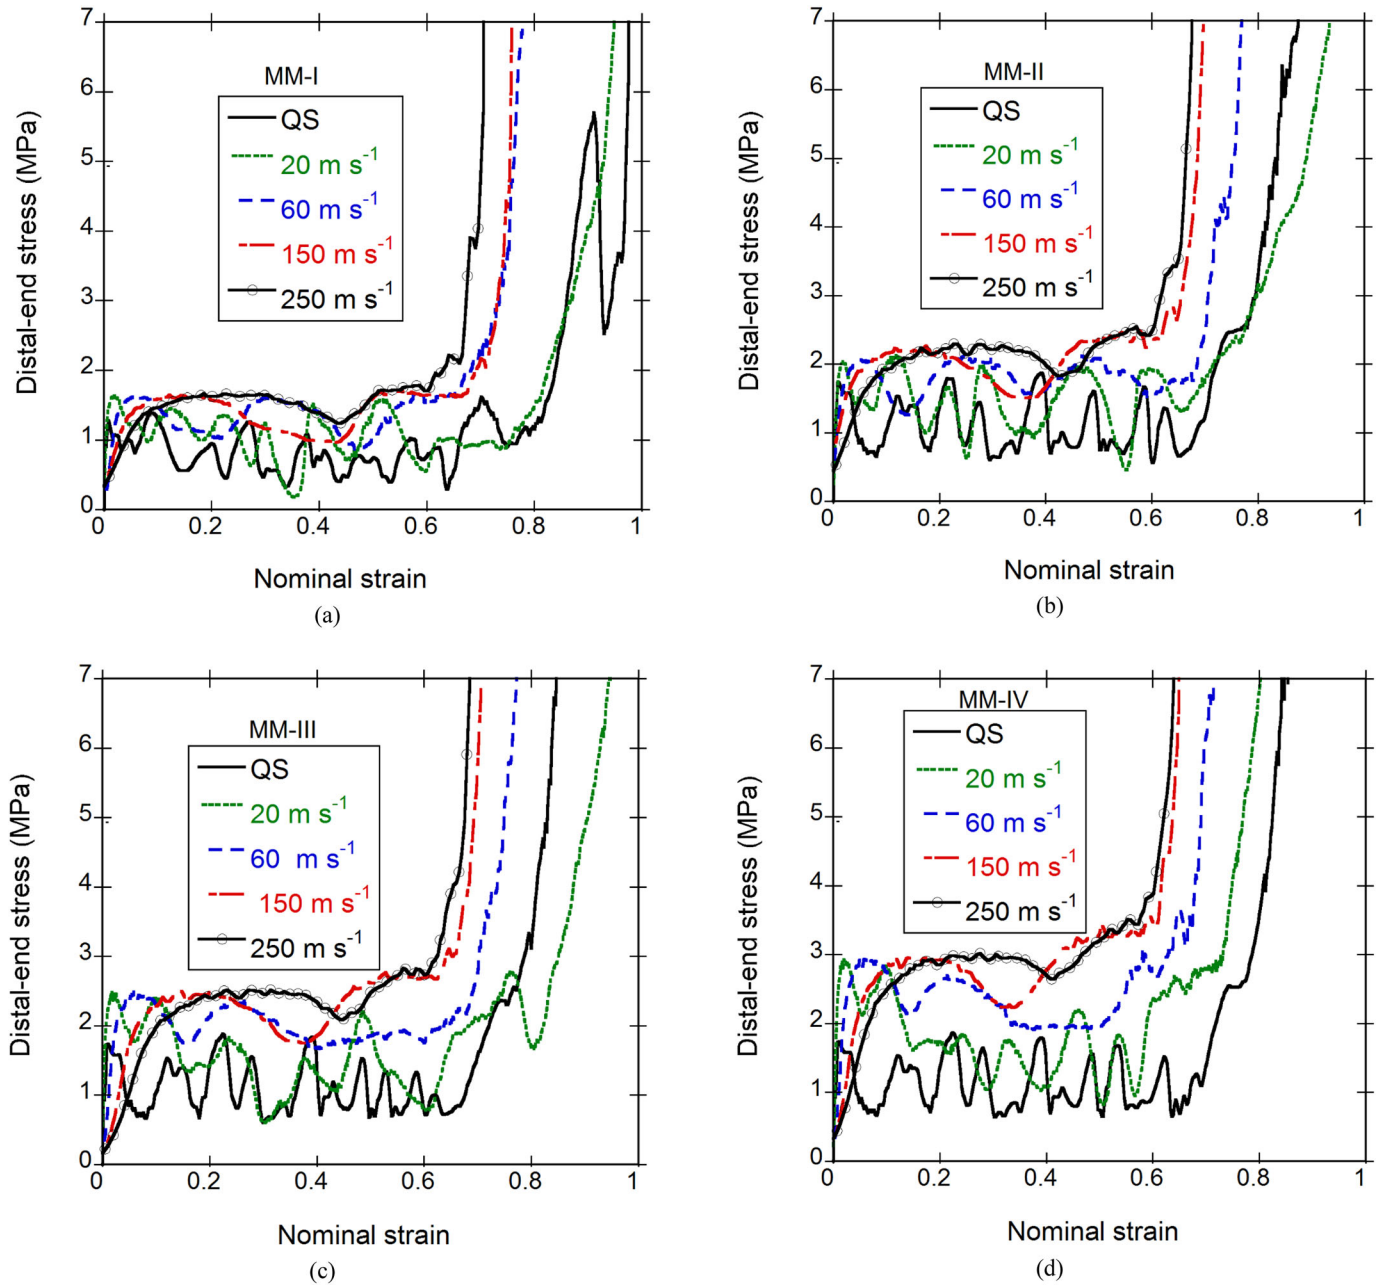 7
6
5
4
3
2
1
0
Distal-end stress (MPa)
MM-I
QS
20 m s⁻¹
60 m s⁻¹
150 m s⁻¹
250 m s⁻¹
0 0.2 0.4 0.6 0.8 1
Nominal strain
(a)
7
6
5
4
3
2
1
0
Distal-end stress (MPa)
MM-II
QS
20 m s⁻¹
60 m s⁻¹
150 m s⁻¹
250 m s⁻¹
0 0.2 0.4 0.6 0.8 1
Nominal strain
(b)
7
6
5
4
3
2
1
0
Distal-end stress (MPa)
MM-III
QS
20 m s⁻¹
60 m s⁻¹
150 m s⁻¹
250 m s⁻¹
0 0.2 0.4 0.6 0.8 1
Nominal strain
(c)
7
6
5
4
3
2
1
0
Distal-end stress (MPa)
MM-IV
QS
20 m s⁻¹
60 m s⁻¹
150 m s⁻¹
250 m s⁻¹
0 0.2 0.4 0.6 0.8 1
Nominal strain
(d)